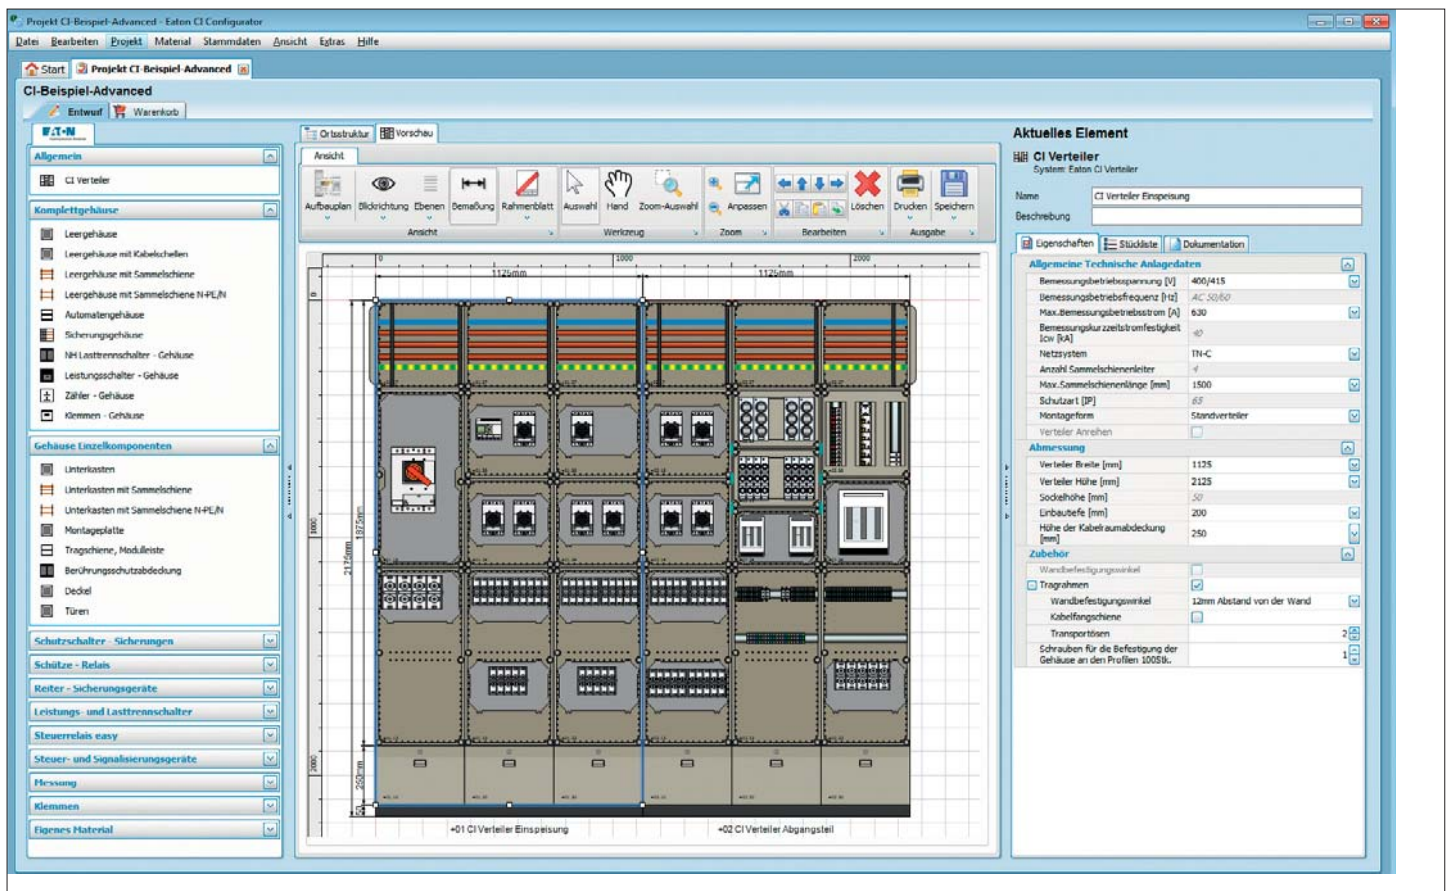 Projekt CI-Beispiel-Advanced - Eaton CI Configurator
Datei Bearbeiten Projekt Material Stammdaten Ansicht Extras Hilfe
Start Projekt CI-Beispiel-Advanced
CI-Beispiel-Advanced
Entwurf Warenkorb
EATON
Allgemein
CI Verteiler
Komplettgehäuse
Leergehäuse
Leergehäuse mit Kabelschellen
Leergehäuse mit Sammelschiene
Leergehäuse mit Sammelschiene N-PE/N
Automatengehäuse
Sicherungsgehäuse
NH Lasttrennschalter - Gehäuse
Leistungsschalter - Gehäuse
Zähler - Gehäuse
Klemmen - Gehäuse
Gehäuse Einzelkomponenten
Unterkasten
Unterkasten mit Sammelschiene
Unterkasten mit Sammelschiene N-PE/N
Montageplatte
Tragschiene, Modulleiste
Berührungsschutzabdeckung
Deckel
Türen
Schutzschalter - Sicherungen
Schütze - Relais
Reiter - Sicherungsgeräte
Leistungs- und Lasttrennschalter
Steuerrelais easy
Steuer- und Signalisierungsgeräte
Messung
Klemmen
Eigenes Material
Ortsstruktur Vorschau
Ansicht
Aufbauplan Blickrichtung Ebenen Bemaßung Rahmenblatt Auswahl Hand Zoom-Auswahl Anpassen Löschen Drucken Speichern
Ansicht Werkzeug Zoom Bearbeiten Ausgabe
0 1000 2000
1125mm 1125mm
0
1000
2000
2175mm
1875mm
250mm
50
+01 CI Verteiler Einspeisung +02 CI Verteiler Abgangsteil
Aktuelles Element
CI Verteiler
System: Eaton CI Verteiler
Name CI Verteiler Einspeisung
Beschreibung
Eigenschaften Stückliste Dokumentation
Allgemeine Technische Anlagedaten
Bemessungsbetriebsspannung [V] 400/415
Bemessungsbetriebsfrequenz [Hz] AC 50/60
Max.Bemessungsbetriebsstrom [A] 630
Bemessungskurzzeitstromfestigkeit
Icw [kA] 40
Netzsystem TN-C
Anzahl Sammelschienenleiter 4
Max.Sammelschienenlänge [mm] 1500
Schutzart [IP] 65
Montageform Standverteiler
Verteiler Anreihen
Abmessung
Verteiler Breite [mm] 1125
Verteiler Höhe [mm] 2125
Sockelhöhe [mm] 50
Einbautiefe [mm] 200
Höhe der Kabelraumabdeckung
[mm] 250
Zubehör
Wandbefestigungswinkel
Tragrahmen
Wandbefestigungswinkel 12mm Abstand von der Wand
Kabelfangschiene
Transportösen 2
Schrauben für die Befestigung der
Gehäuse an den Profilen 100Stk. 1